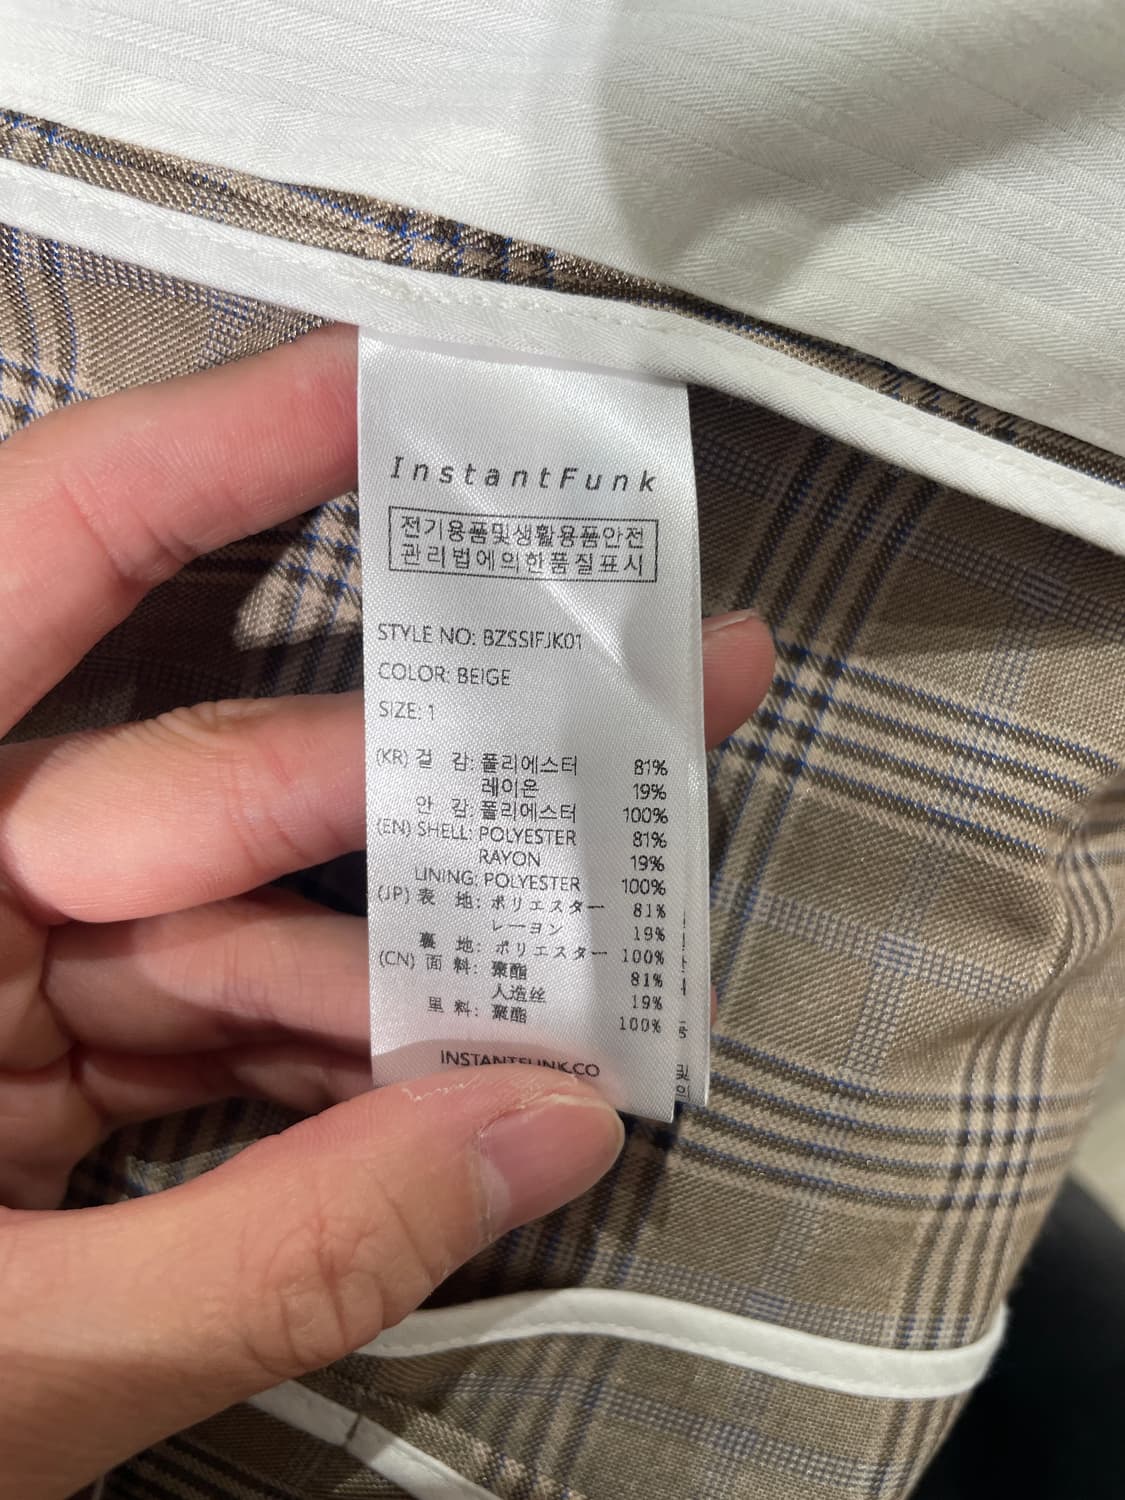 InstantFunk
전기용품및생활용품안전
관리법에의한품질표시
STYLE NO: BZSSIFJK01
COLOR: BEIGE
SIZE: 1
(KR) 겉 감: 폴리에스터 81%
레이온 19%
안 감: 폴리에스터 100%
(EN) SHELL: POLYESTER 81%
RAYON 19%
LINING: POLYESTER 100%
(JP) 表 地: ポリエスター 81%
レーヨン 19%
裏 地: ポリエスター 100%
(CN) 面 料: 聚酯 81%
人造丝 19%
里 料: 聚酯 100%
INSTANTFUNK.CO